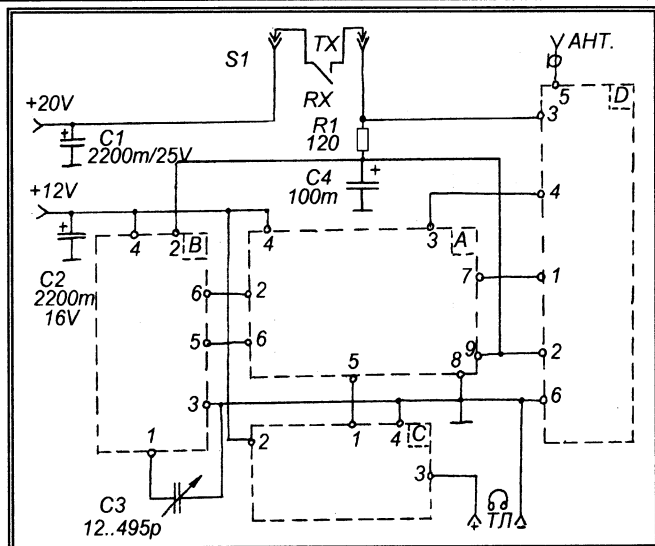 S1
TX
RX
АНТ.
5
D
3
+20V
+
C1
2200m/25V
R1
120
C4
100m
+
4
+12V
+
C2
2200m
16V
4
2
B
4
3
A
6
2
7
1
5
6
5
8
9
2
3
6
1
2
1
4
C
3
C3
12..495p
+
ТЛ
-